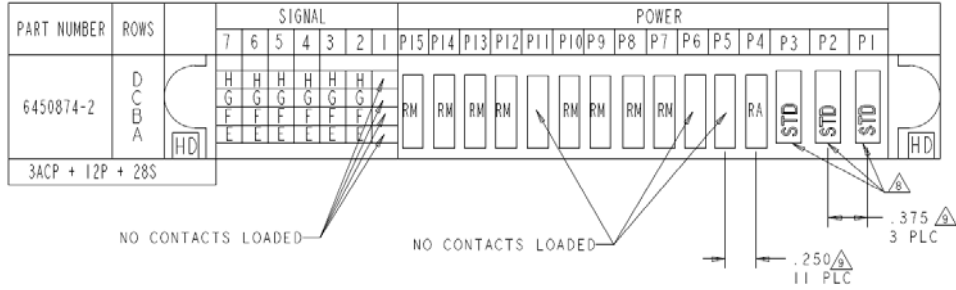 PART NUMBER ROWS SIGNAL POWER
7 6 5 4 3 2 1 P15 P14 P13 P12 P11 P10 P9 P8 P7 P6 P5 P4 P3 P2 P1
6450874-2
D H H H H H H
C G G G G G G
B F F F F F F
A E E E E E E
HD RM RM RM RM RM RM RM RM RA STD STD STD HD
3ACP + 12P + 28S
8
NO CONTACTS LOADED
NO CONTACTS LOADED
.375 9
3 PLC
.250 9
11 PLC